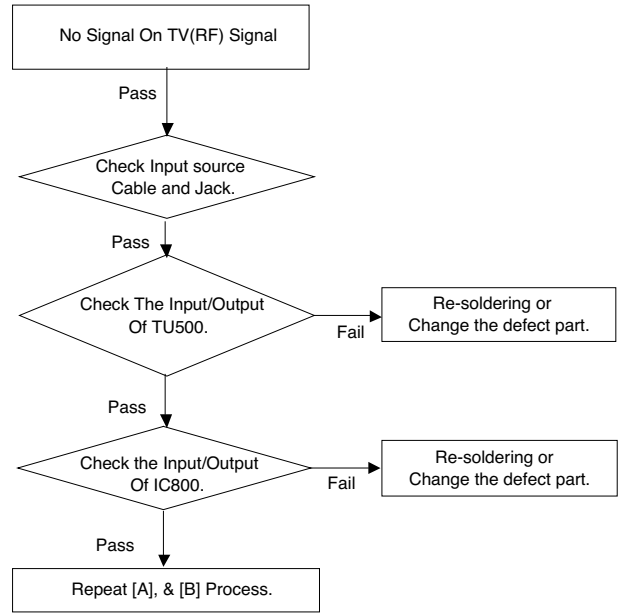 No Signal On TV(RF) Signal
Pass
Check Input source
Cable and Jack.
Pass
Check The Input/Output
Of TU500.
Fail
Re-soldering or
Change the defect part.
Pass
Check the Input/Output
Of IC800.
Fail
Re-soldering or
Change the defect part.
Pass
Repeat [A], & [B] Process.